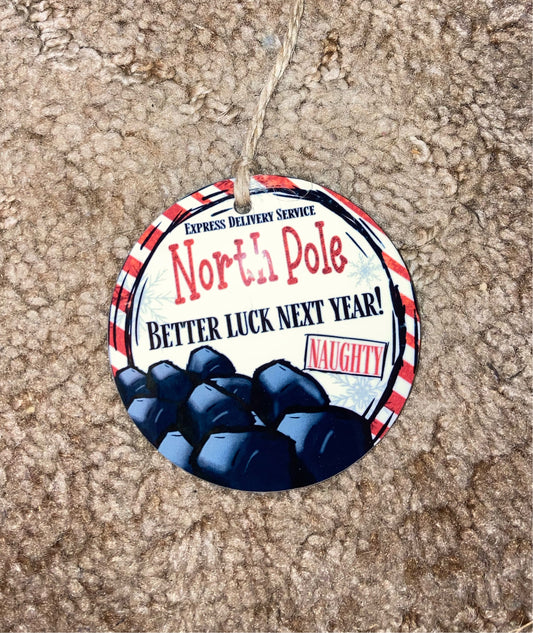 Express Delivery Service
North Pole
Better luck next year!
NAUGHTY